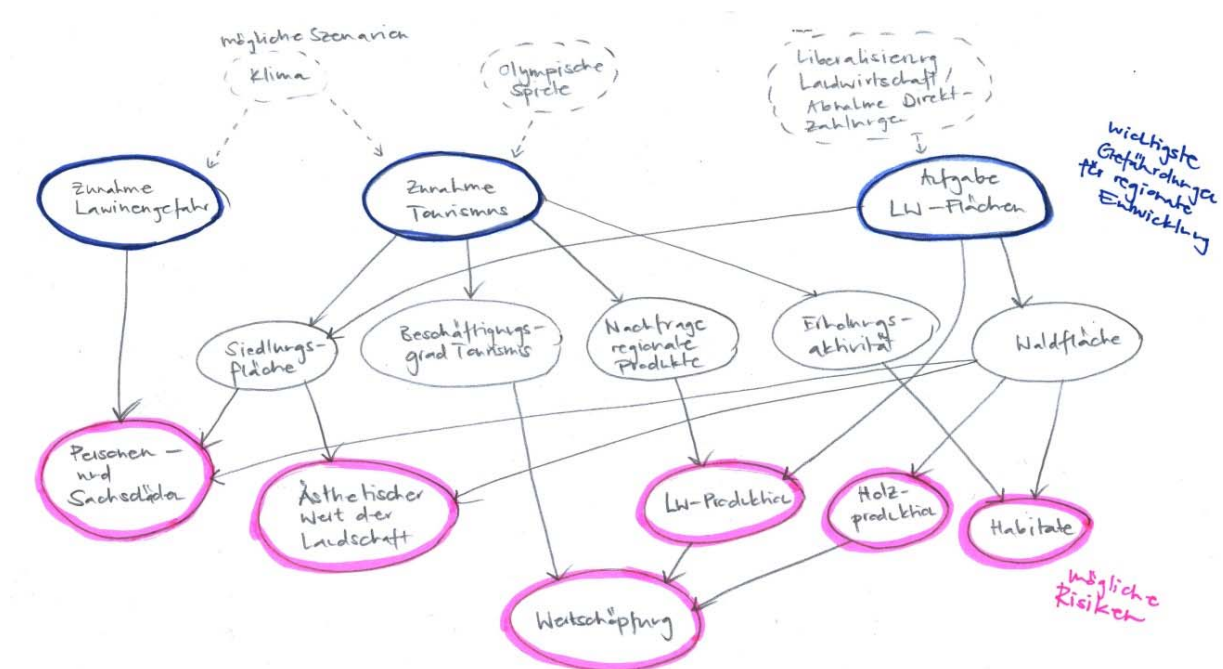 mögliche Szenarien
Klima
Olympische
Spiele
Liberalisierung
Landwirtschaft /
Abnahme Direkt-
zahlungen
wichtigste
Gefährdungen
für regionale
Entwicklung
Zunahme
Lawinengefahr
Zunahme
Tourismus
Aufgabe
LW-Flächen
Siedlungs-
fläche
Beschäftigungs-
grad Tourismus
Nachfrage
regionale
Produkte
Erholungs-
aktivität
Waldfläche
Personen-
und
Sachschäden
Ästhetischer
Wert der
Landschaft
LW-Produktion
Holz-
produktion
Habitate
Wertschöpfung
mögliche
Risiken